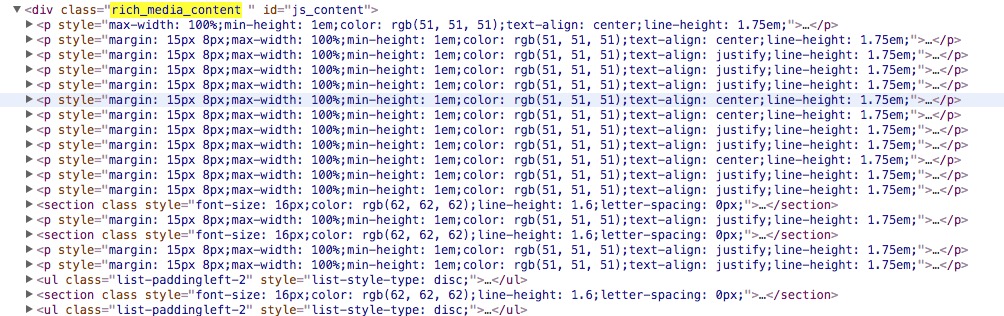 ▼<div class="rich_media_content " id="js_content">
▶<p style="max-width: 100%;min-height: 1em;color: rgb(51, 51, 51);text-align: center;line-height: 1.75em;">…</p>
▶<p style="margin: 15px 8px;max-width: 100%;min-height: 1em;color: rgb(51, 51, 51);text-align: center;line-height: 1.75em;">…</p>
▶<p style="margin: 15px 8px;max-width: 100%;min-height: 1em;color: rgb(51, 51, 51);text-align: justify;line-height: 1.75em;">…</p>
▶<p style="margin: 15px 8px;max-width: 100%;min-height: 1em;color: rgb(51, 51, 51);text-align: justify;line-height: 1.75em;">…</p>
▶<p style="margin: 15px 8px;max-width: 100%;min-height: 1em;color: rgb(51, 51, 51);text-align: justify;line-height: 1.75em;">…</p>
▶<p style="margin: 15px 8px;max-width: 100%;min-height: 1em;color: rgb(51, 51, 51);text-align: center;line-height: 1.75em;">…</p>
▶<p style="margin: 15px 8px;max-width: 100%;min-height: 1em;color: rgb(51, 51, 51);text-align: center;line-height: 1.75em;">…</p>
▶<p style="margin: 15px 8px;max-width: 100%;min-height: 1em;color: rgb(51, 51, 51);text-align: justify;line-height: 1.75em;">…</p>
▶<p style="margin: 15px 8px;max-width: 100%;min-height: 1em;color: rgb(51, 51, 51);text-align: justify;line-height: 1.75em;">…</p>
▶<p style="margin: 15px 8px;max-width: 100%;min-height: 1em;color: rgb(51, 51, 51);text-align: center;line-height: 1.75em;">…</p>
▶<p style="margin: 15px 8px;max-width: 100%;min-height: 1em;color: rgb(51, 51, 51);text-align: justify;line-height: 1.75em;">…</p>
▶<p style="margin: 15px 8px;max-width: 100%;min-height: 1em;color: rgb(51, 51, 51);text-align: justify;line-height: 1.75em;">…</p>
▶<section class style="font-size: 16px;color: rgb(62, 62, 62);line-height: 1.6;letter-spacing: 0px;">…</section>
▶<p style="margin: 15px 8px;max-width: 100%;min-height: 1em;color: rgb(51, 51, 51);text-align: justify;line-height: 1.75em;">…</p>
▶<section class style="font-size: 16px;color: rgb(62, 62, 62);line-height: 1.6;letter-spacing: 0px;">…</section>
▶<p style="margin: 15px 8px;max-width: 100%;min-height: 1em;color: rgb(51, 51, 51);text-align: justify;line-height: 1.75em;">…</p>
▶<p style="margin: 15px 8px;max-width: 100%;min-height: 1em;color: rgb(51, 51, 51);text-align: justify;line-height: 1.75em;">…</p>
▶<ul class="list-paddingleft-2" style="list-style-type: disc;">…</ul>
▶<section class style="font-size: 16px;color: rgb(62, 62, 62);line-height: 1.6;letter-spacing: 0px;">…</section>
▶<ul class="list-paddingleft-2" style="list-style-type: disc;">…</ul>